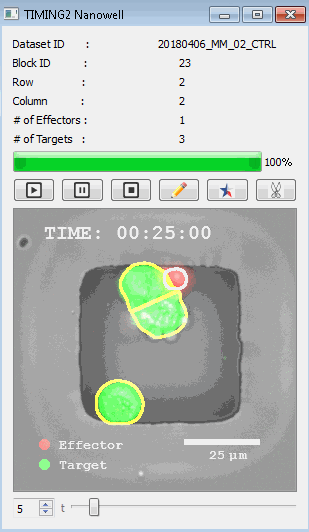 TIMING2 Nanowell
Dataset ID : 20180406_MM_02_CTRL
Block ID : 23
Row : 2
Column : 2
# of Effectors : 1
# of Targets : 3
100%
TIME: 00:25:00
Effector
Target
25 μm
5 t